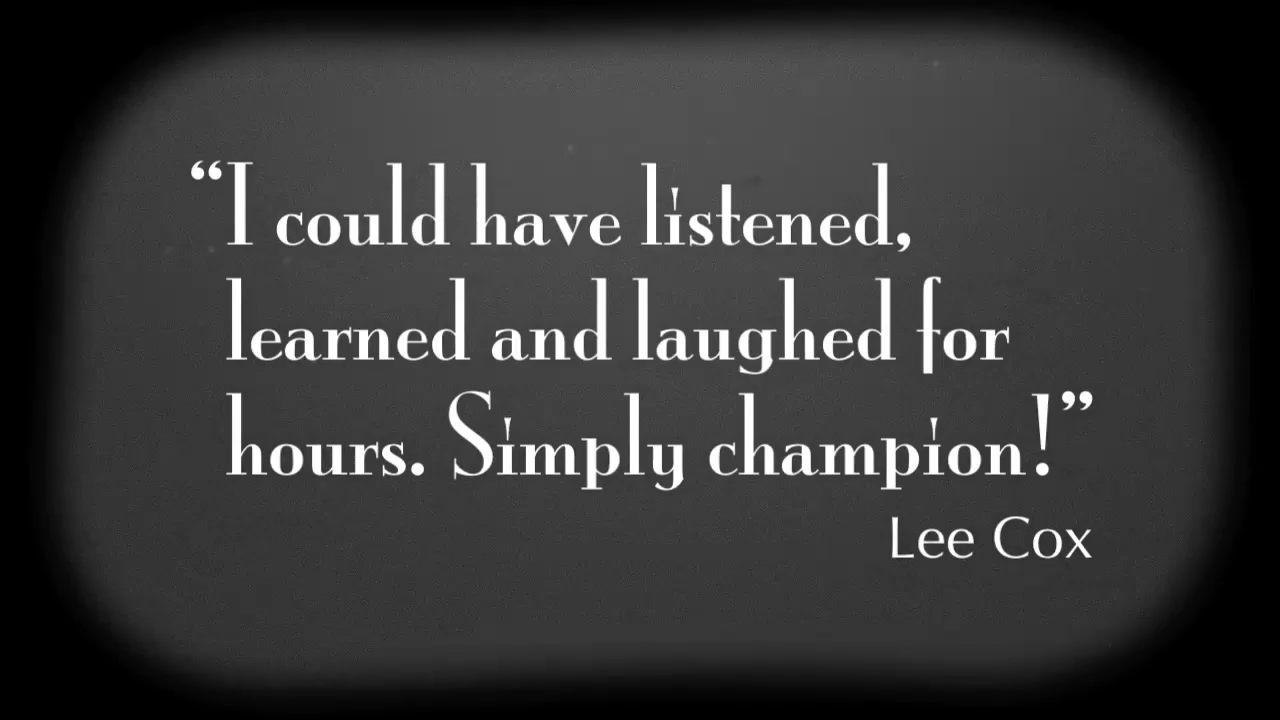 “I could have listened,
learned and laughed for
hours. Simply champion!”
Lee Cox